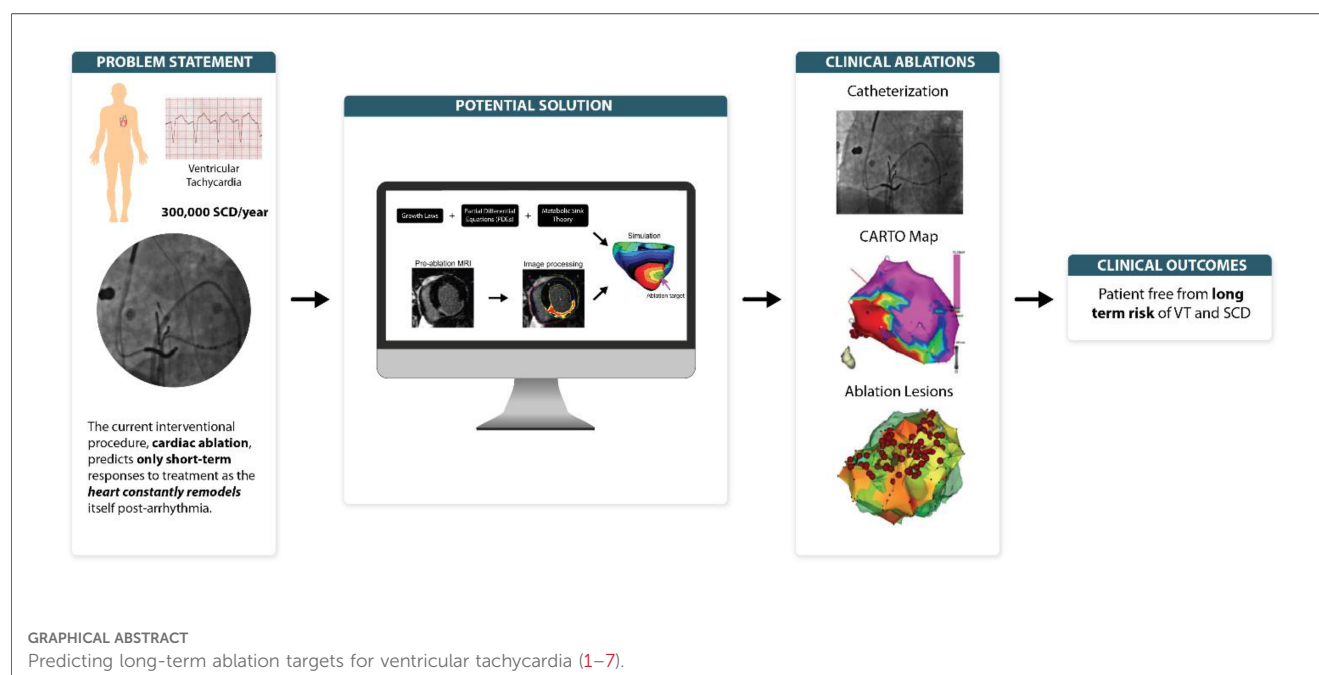 PROBLEM STATEMENT
Ventricular
Tachycardia
300,000 SCD/year
The current interventional
procedure, cardiac ablation,
predicts only short-term
responses to treatment as the
heart constantly remodels
itself post-arrhythmia.
POTENTIAL SOLUTION
Growth Laws
+
Partial Differential
Equations (PDEs)
+
Metabolic Sink
Theory
Simulation
Pre-ablation MRI
Image processing
Ablation target
CLINICAL ABLATIONS
Catheterization
CARTO Map
Ablation Lesions
CLINICAL OUTCOMES
Patient free from long
term risk of VT and SCD
GRAPHICAL ABSTRACT
Predicting long-term ablation targets for ventricular tachycardia (1–7).